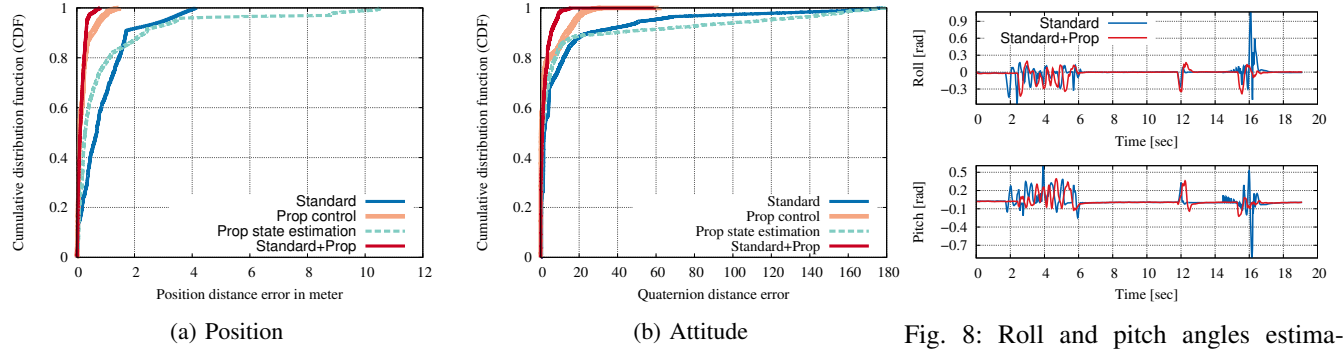 1
0.8
0.6
0.4
0.2
0
0 2 4 6 8 10 12
Cumulative distribution function (CDF)
Position distance error in meter
Standard
Prop control
Prop state estimation
Standard+Prop
(a) Position
1
0.8
0.6
0.4
0.2
0
0 20 40 60 80 100 120 140 160 180
Cumulative distribution function (CDF)
Quaternion distance error
Standard
Prop control
Prop state estimation
Standard+Prop
(b) Attitude
0.9
0.6
0.3
0
-0.3
Roll [rad]
Standard
Standard+Prop
0 2 4 6 8 10 12 14 16 18 20
Time [sec]
0.5
0.2
-0.1
-0.4
-0.7
Pitch [rad]
0 2 4 6 8 10 12 14 16 18 20
Time [sec]
Fig. 8: Roll and pitch angles estima-